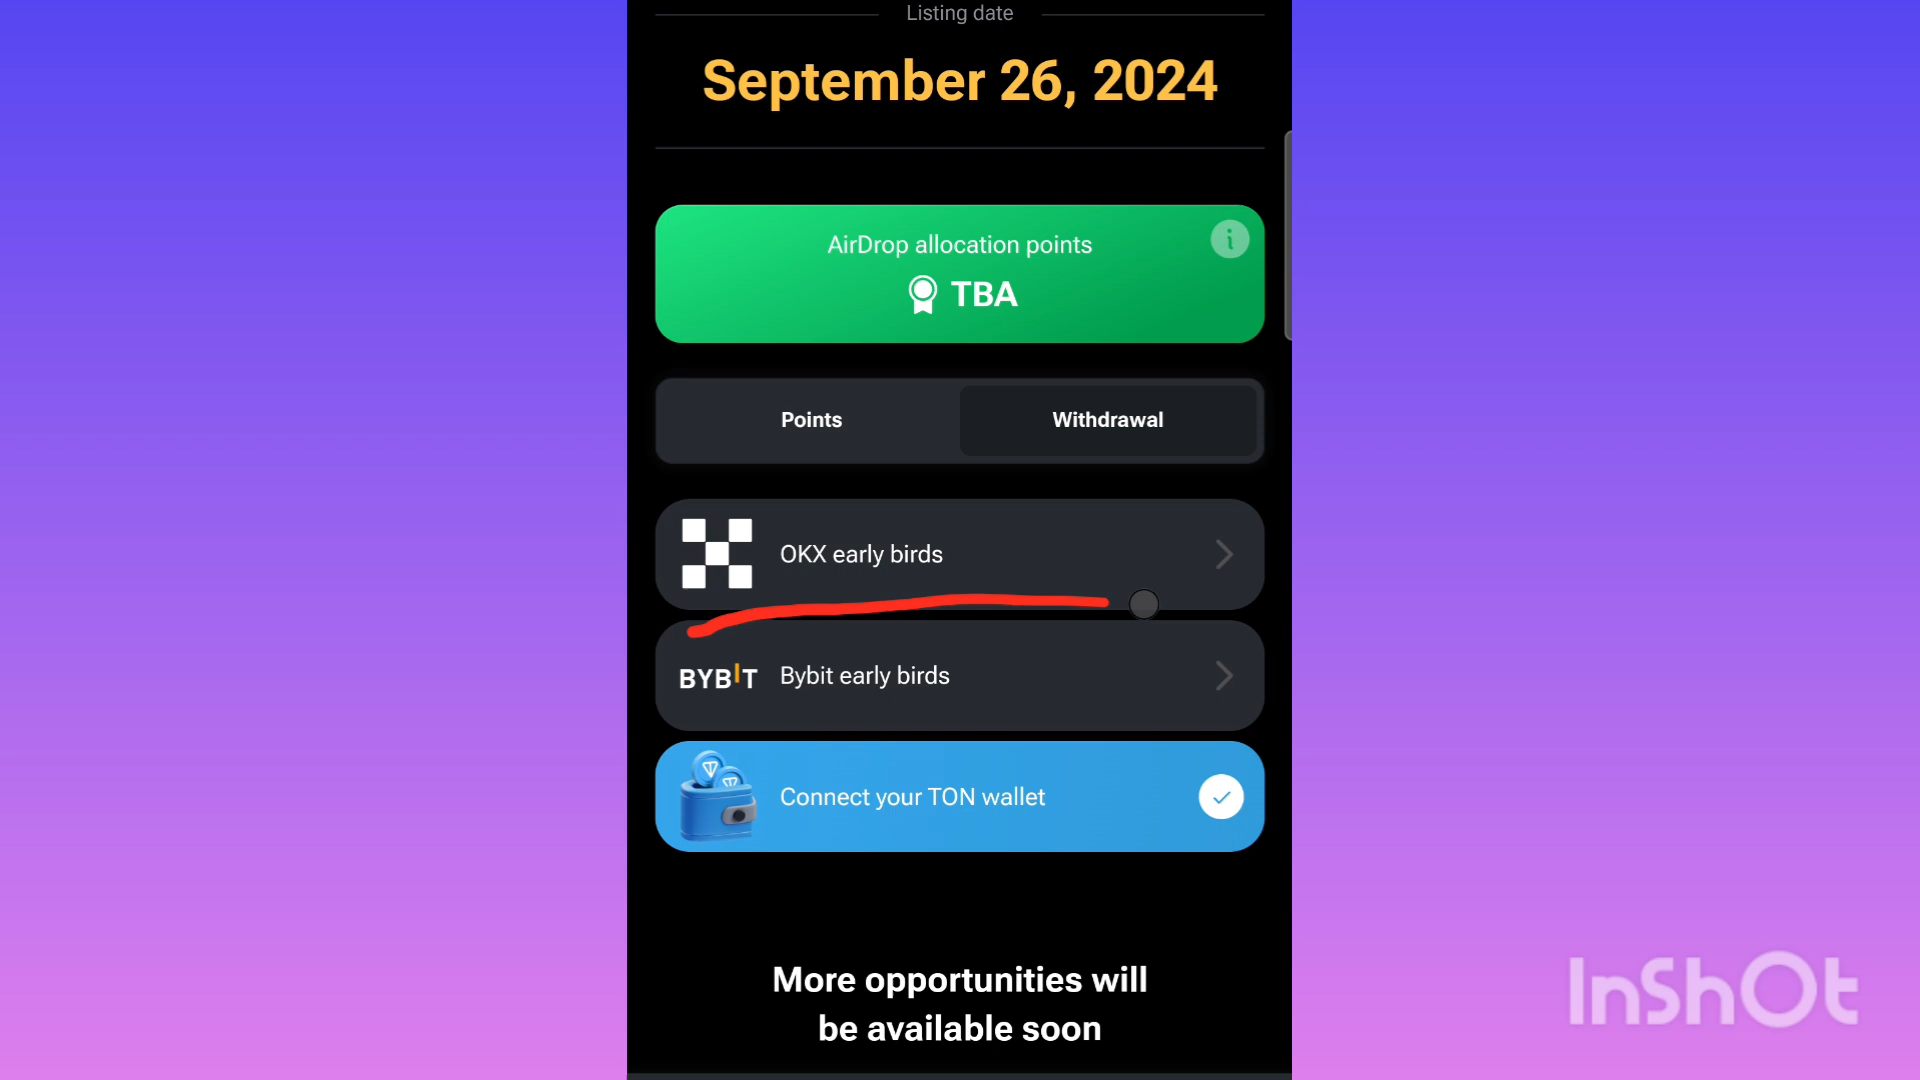 Listing date
September 26, 2024
AirDrop allocation points
TBA
Points
Withdrawal
OKX early birds
BYBIT
Bybit early birds
Connect your TON wallet
More opportunities will
be available soon
InShOt